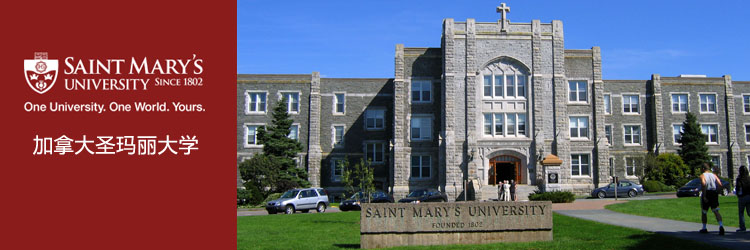 SAINT MARY'S
UNIVERSITY SINCE 1802
One University. One World. Yours.
加拿大圣玛丽大学
SAINT MARY'S UNIVERSITY
FOUNDED 1802